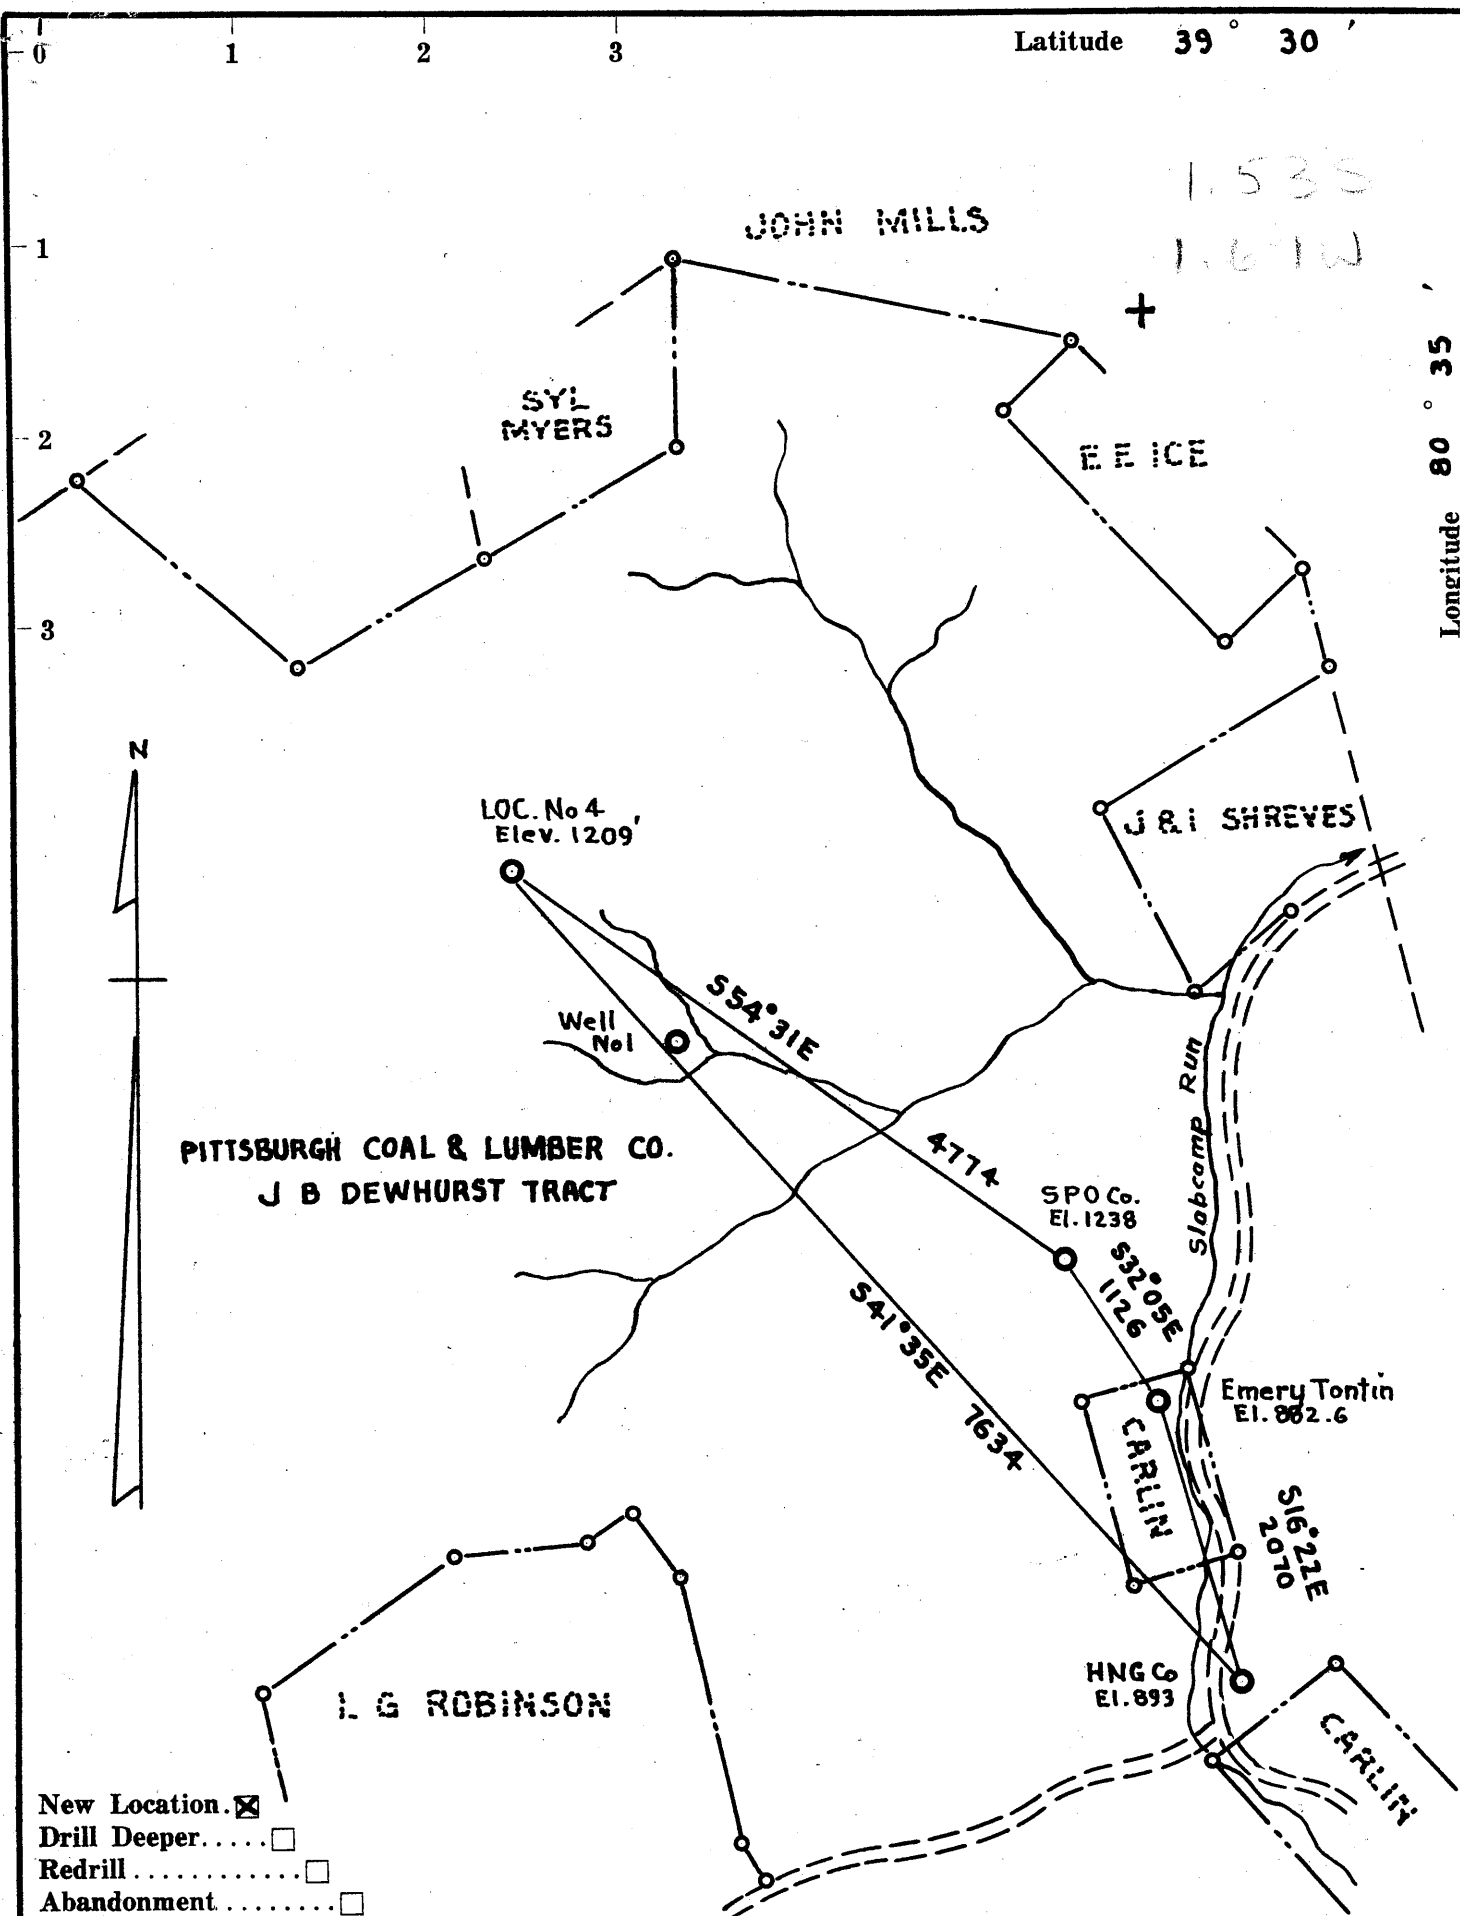 0 1 2 3 Latitude 39° 30'
1.53S
1.61W
1
2
3
Longitude 80° 35'
JOHN MILLS
SYL
MYERS
E E ICE
N
LOC. No 4
Elev. 1209'
J & I SHREVES
S54°31E
4774
Well
No1
Slabcamp Run
PITTSBURGH COAL & LUMBER CO.
J B DEWHURST TRACT
SPO Co.
El. 1238
S32°05E
1126
S41°35E 7634
Emery Tontin
El. 882.6
CARLIN
S16°22E
2070
HNG Co
El. 893
L G ROBINSON
CARLIN
New Location.
Drill Deeper.....
Redrill............
Abandonment........